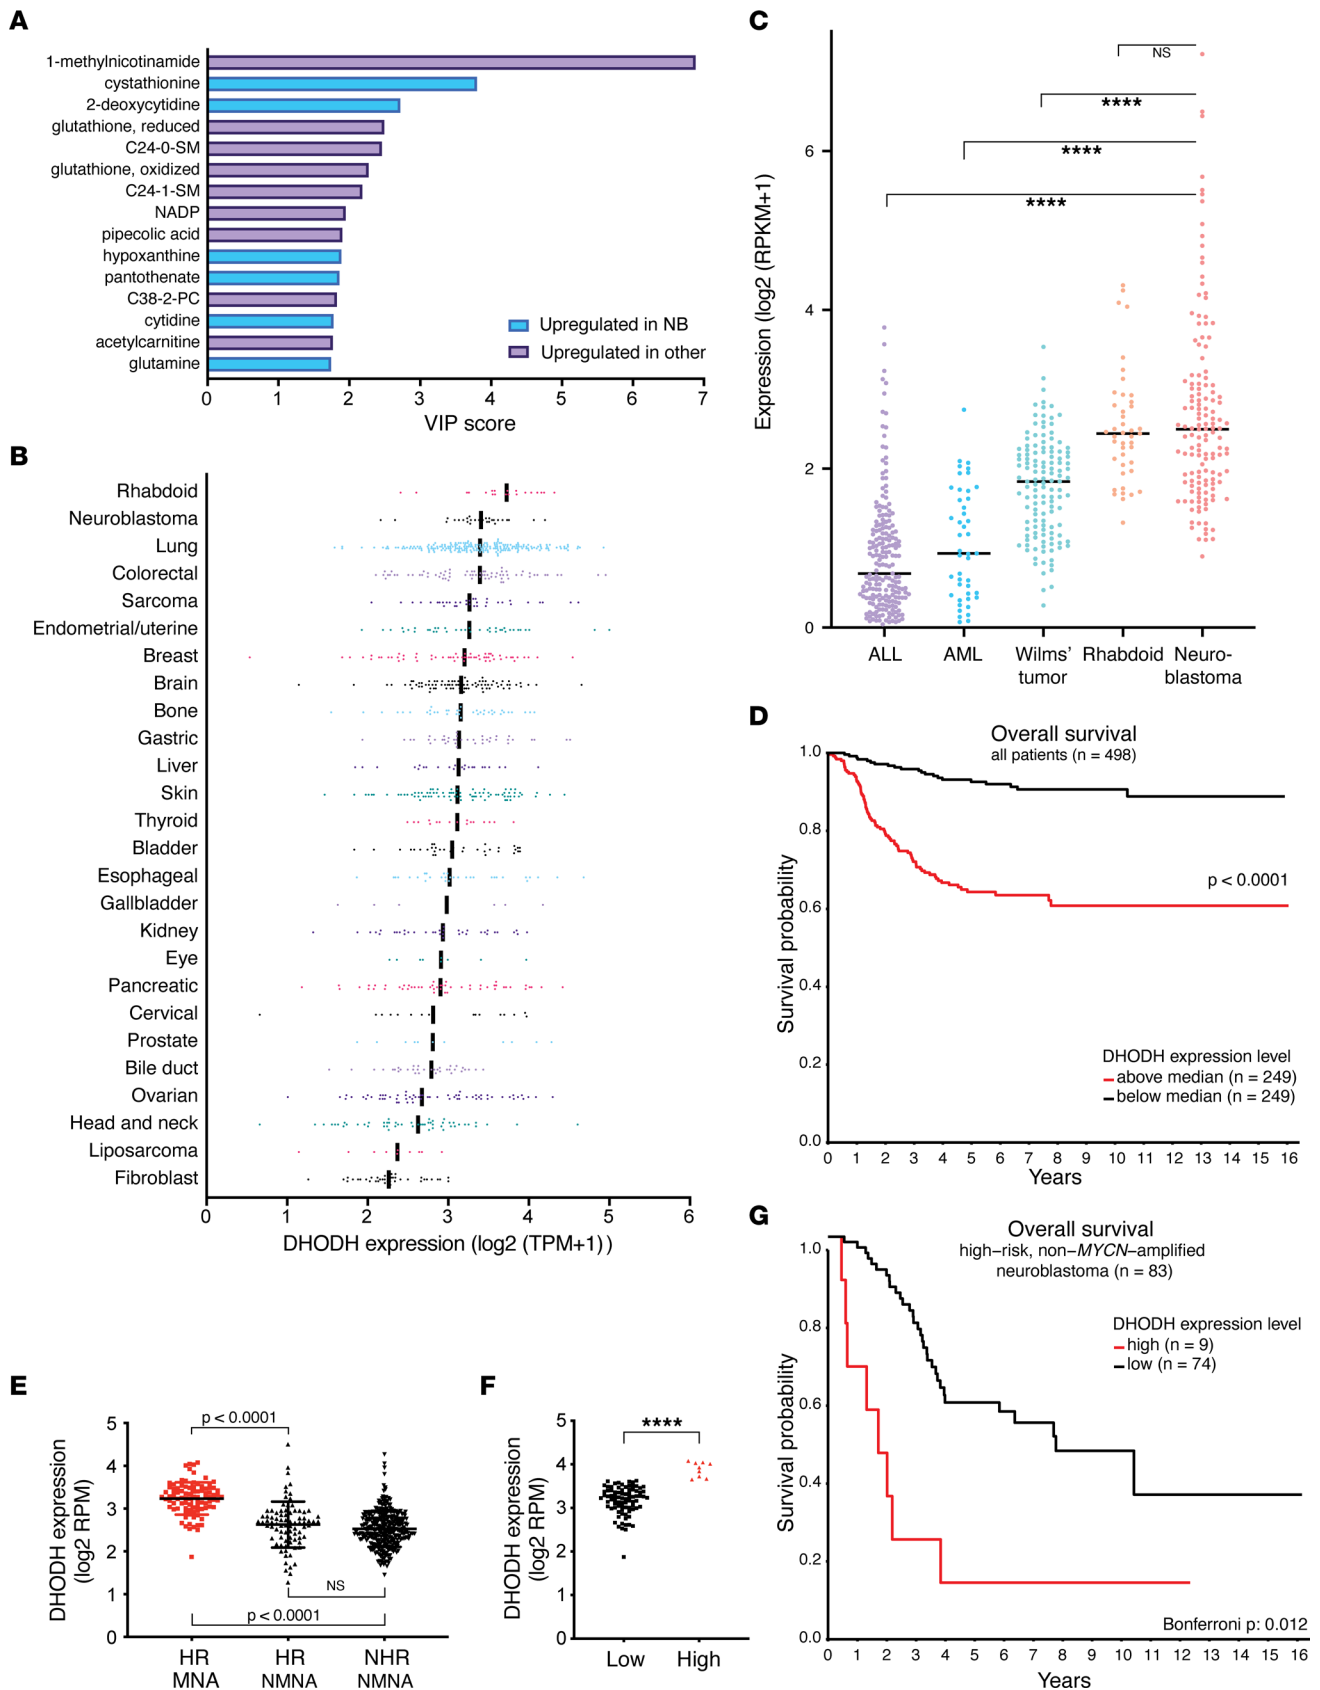 A
1-methylnicotinamide
cystathionine
2-deoxycytidine
glutathione, reduced
C24-0-SM
glutathione, oxidized
C24-1-SM
NADP
pipecolic acid
hypoxanthine
pantothenate
C38-2-PC
cytidine
acetylcarnitine
glutamine
Upregulated in NB
Upregulated in other
0 1 2 3 4 5 6 7
VIP score
B
Rhabdoid
Neuroblastoma
Lung
Colorectal
Sarcoma
Endometrial/uterine
Breast
Brain
Bone
Gastric
Liver
Skin
Thyroid
Bladder
Esophageal
Gallbladder
Kidney
Eye
Pancreatic
Cervical
Prostate
Bile duct
Ovarian
Head and neck
Liposarcoma
Fibroblast
0 1 2 3 4 5 6
DHODH expression (log2 (TPM+1))
C
NS
****
****
****
Expression (log2 (RPKM+1)
6
4
2
0
ALL AML Wilms’ Rhabdoid Neuro-
tumor blastoma
D
Overall survival
all patients (n = 498)
Survival probability
1.0
0.8
0.6
0.4
0.2
0.0
p < 0.0001
DHODH expression level
above median (n = 249)
below median (n = 249)
0 1 2 3 4 5 6 7 8 9 10 11 12 13 14 15 16
Years
E
DHODH expression
(log2 RPM)
5
4
3
2
1
0
p < 0.0001
NS
p < 0.0001
HR HR NHR
MNA NMNA NMNA
F
DHODH expression
(log2 RPM)
5
4
3
2
1
0
****
Low High
G
Overall survival
high–risk, non–MYCN–amplified
neuroblastoma (n = 83)
Survival probability
1.0
0.8
0.6
0.4
0.2
0.0
DHODH expression level
high (n = 9)
low (n = 74)
Bonferroni p: 0.012
0 1 2 3 4 5 6 7 8 9 10 11 12 13 14 15 16
Years